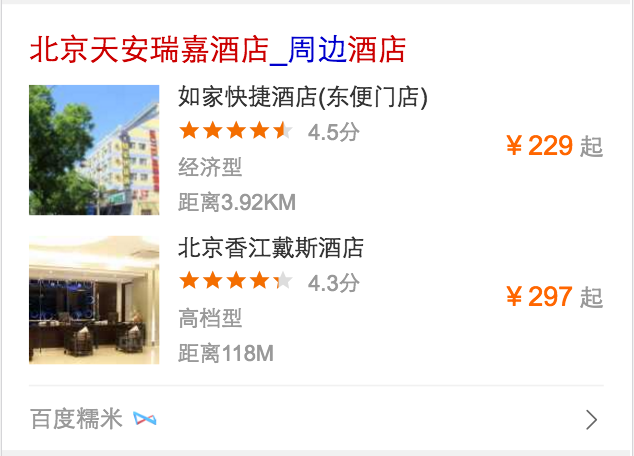 北京天安瑞嘉酒店_周边酒店
如家快捷酒店(东便门店)
4.5分
¥229 起
经济型
距离3.92KM
北京香江戴斯酒店
4.3分
¥297 起
高档型
距离118M
百度糯米